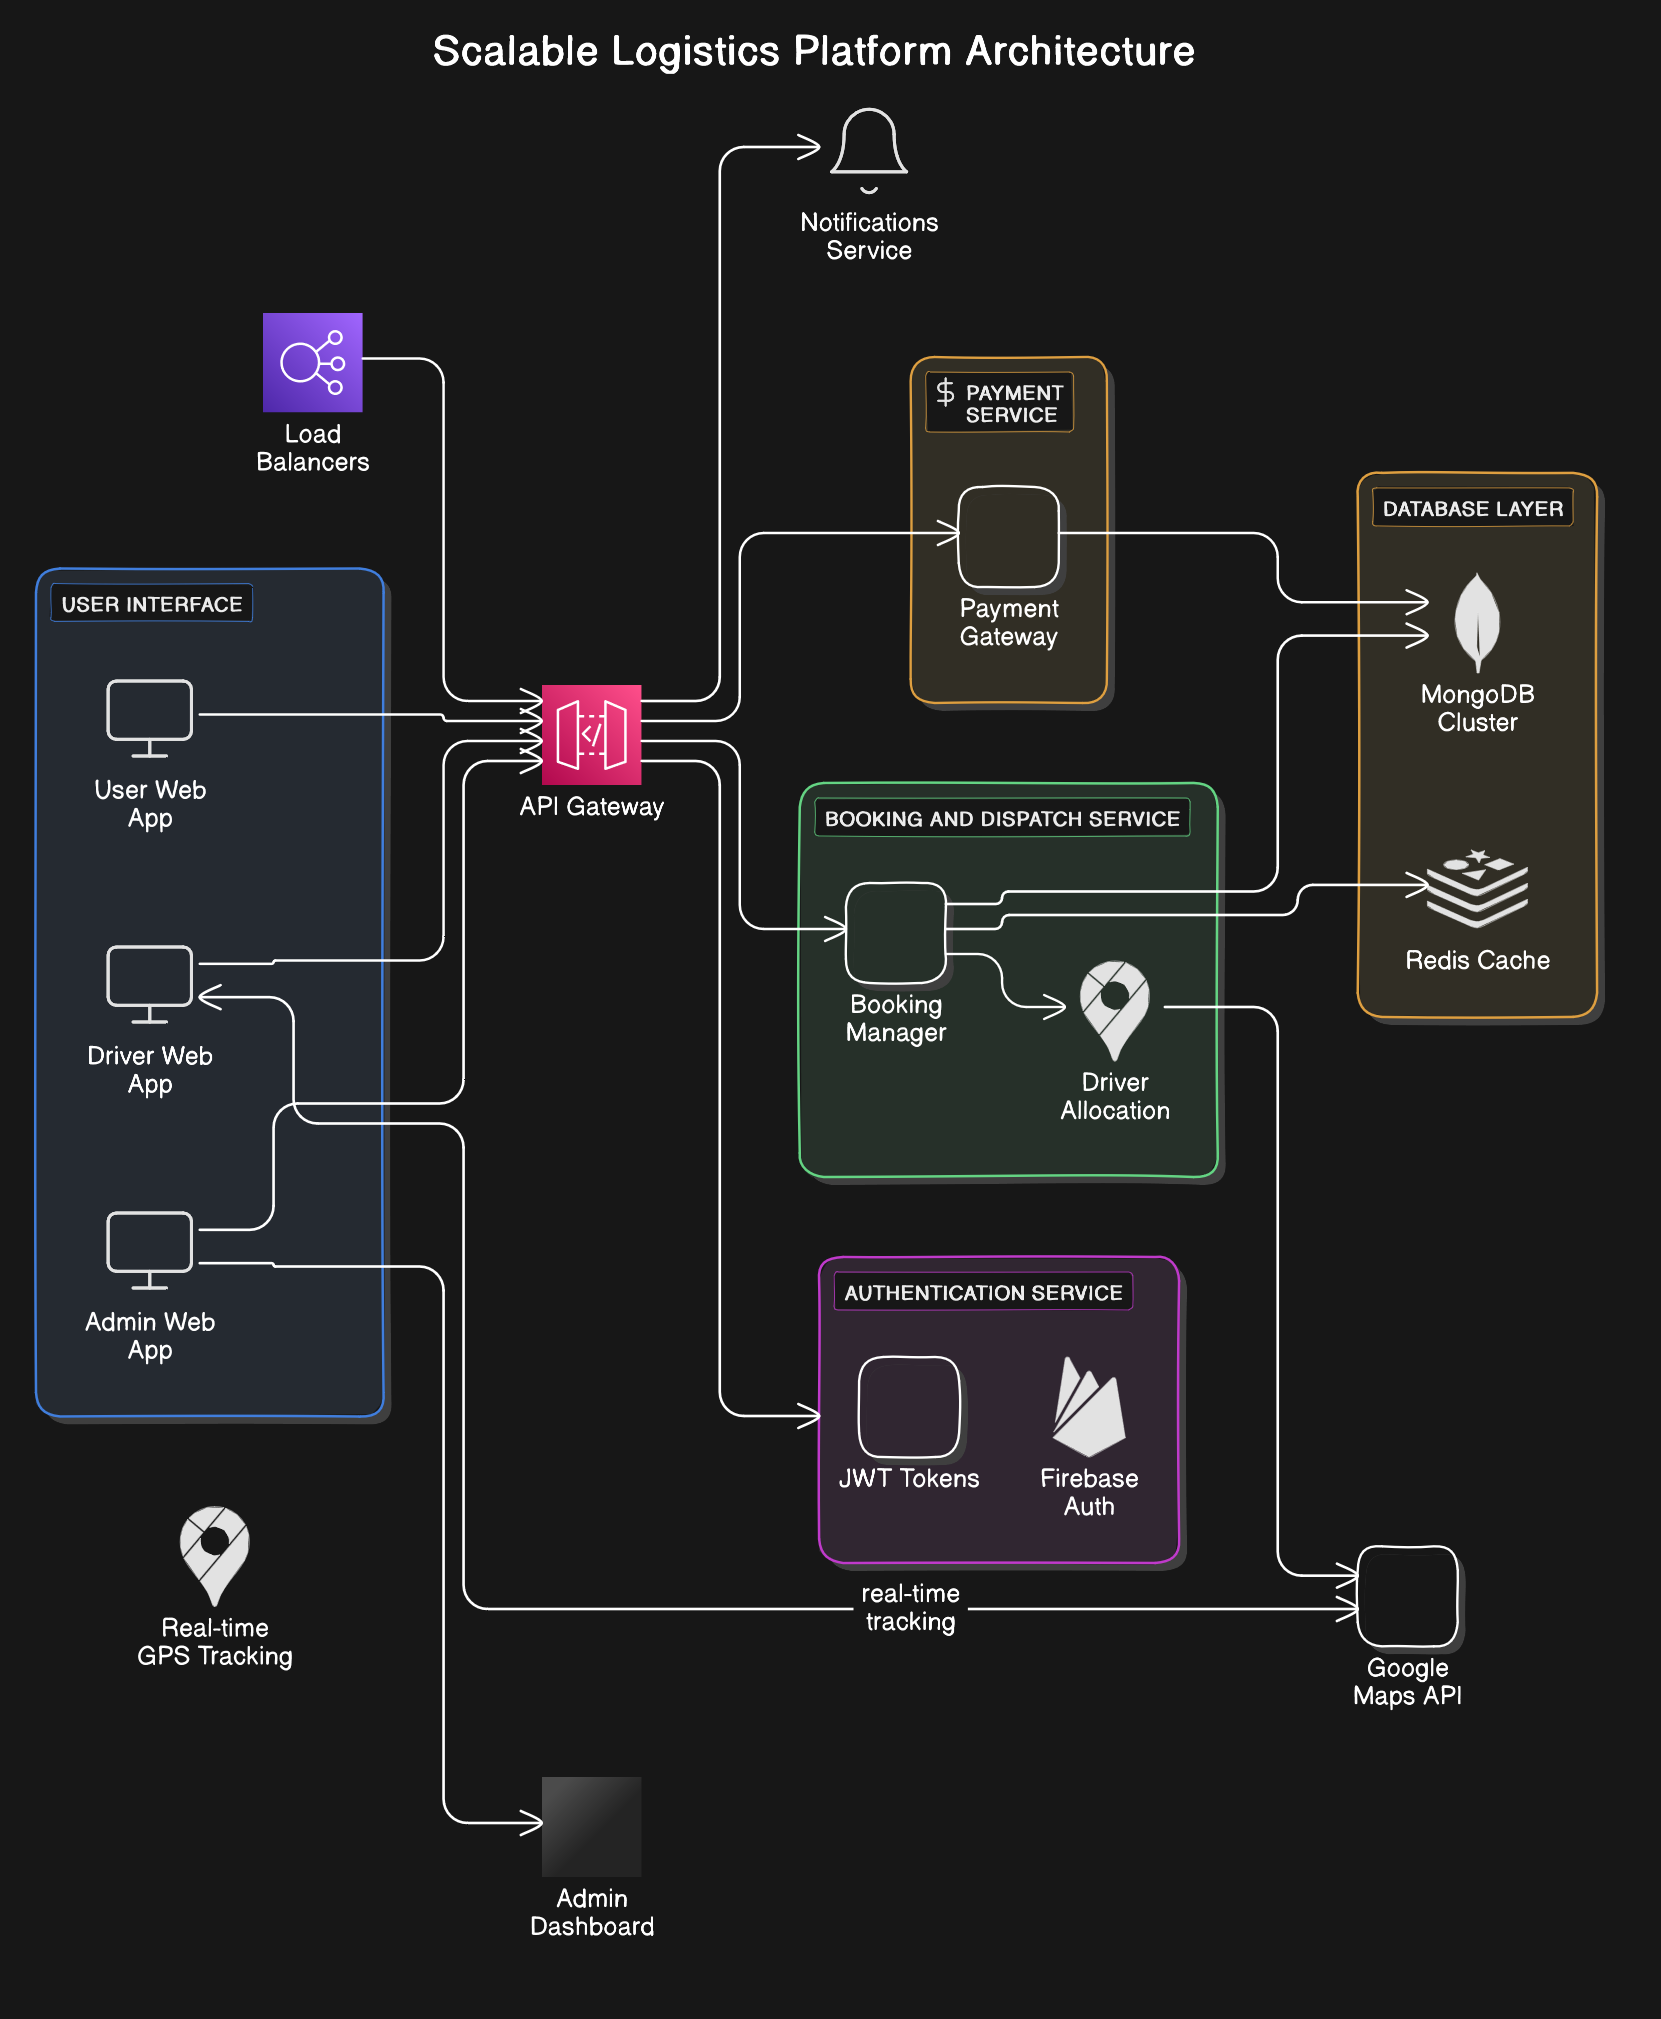 Scalable Logistics Platform Architecture
Notifications
Service
Load
Balancers
$ PAYMENT
SERVICE
Payment
Gateway
DATABASE LAYER
MongoDB
Cluster
Redis Cache
USER INTERFACE
User Web
App
Driver Web
App
Admin Web
App
</>
API Gateway
BOOKING AND DISPATCH SERVICE
Booking
Manager
Driver
Allocation
AUTHENTICATION SERVICE
JWT Tokens
Firebase
Auth
real-time
tracking
Real-time
GPS Tracking
Google
Maps API
Admin
Dashboard